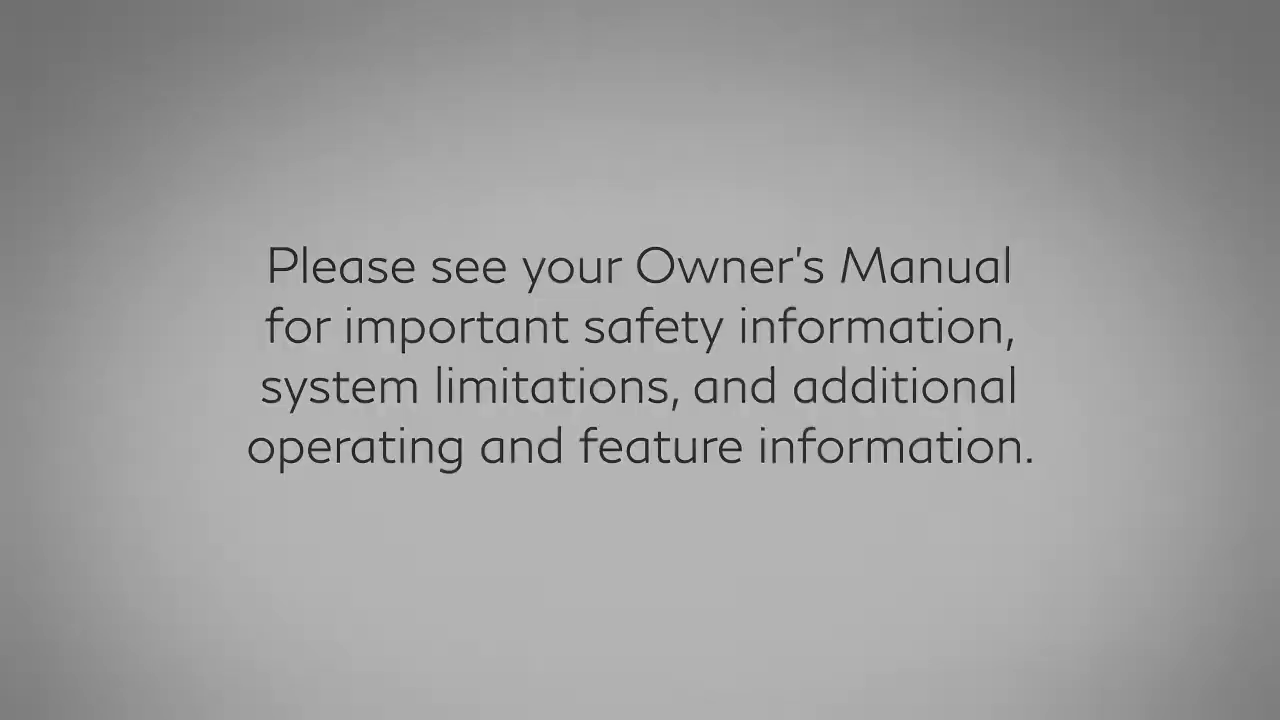 Please see your Owner's Manual
for important safety information,
system limitations, and additional
operating and feature information.